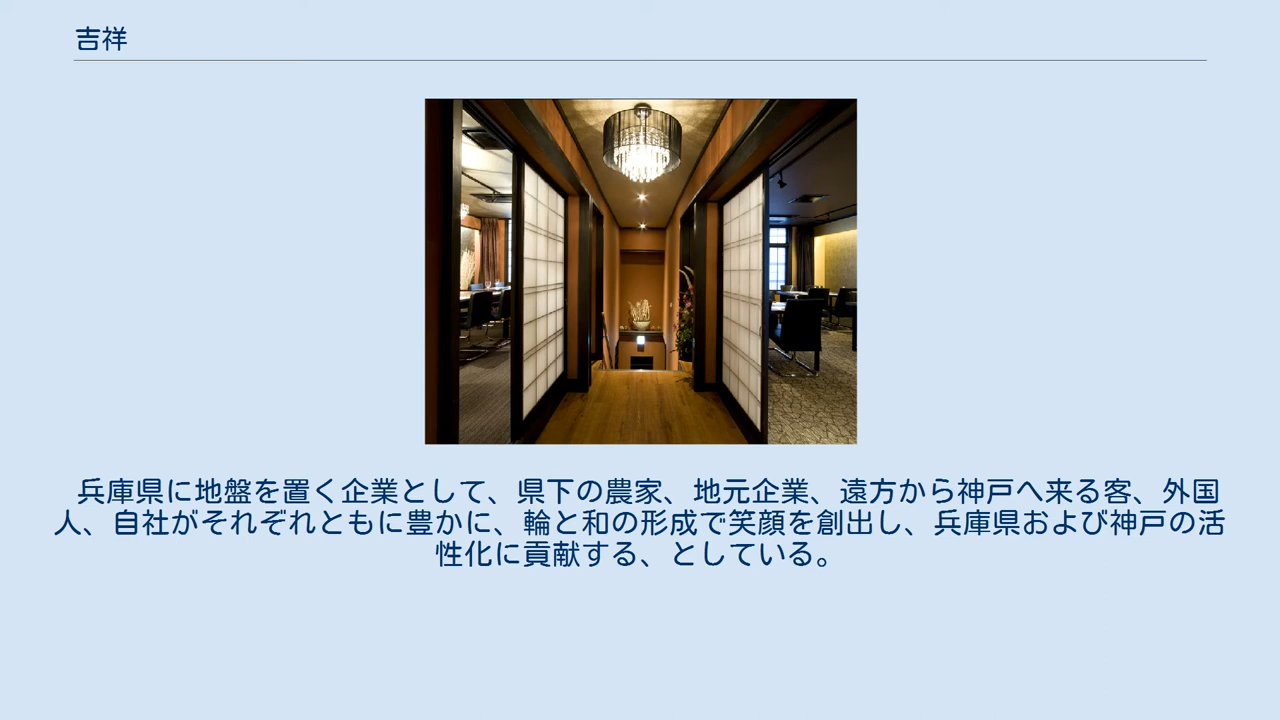 吉祥
兵庫県に地盤を置く企業として、県下の農家、地元企業、遠方から神戸へ来る客、外国
人、自社がそれぞれともに豊かに、輪と和の形成で笑顔を創出し、兵庫県および神戸の活
性化に貢献する、としている。